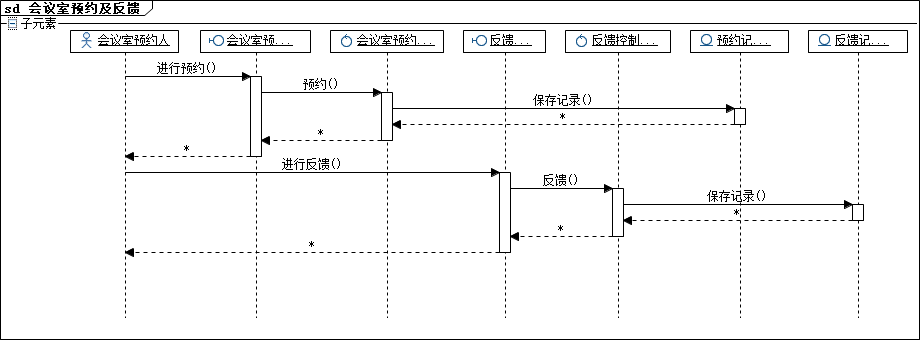 sd 会议室预约及反馈
子元素
会议室预约人 会议室预... 会议室预约... 反馈... 反馈控制... 预约记... 反馈记...
进行预约()
预约()
保存记录()
*
*
*
进行反馈()
反馈()
保存记录()
*
*
*